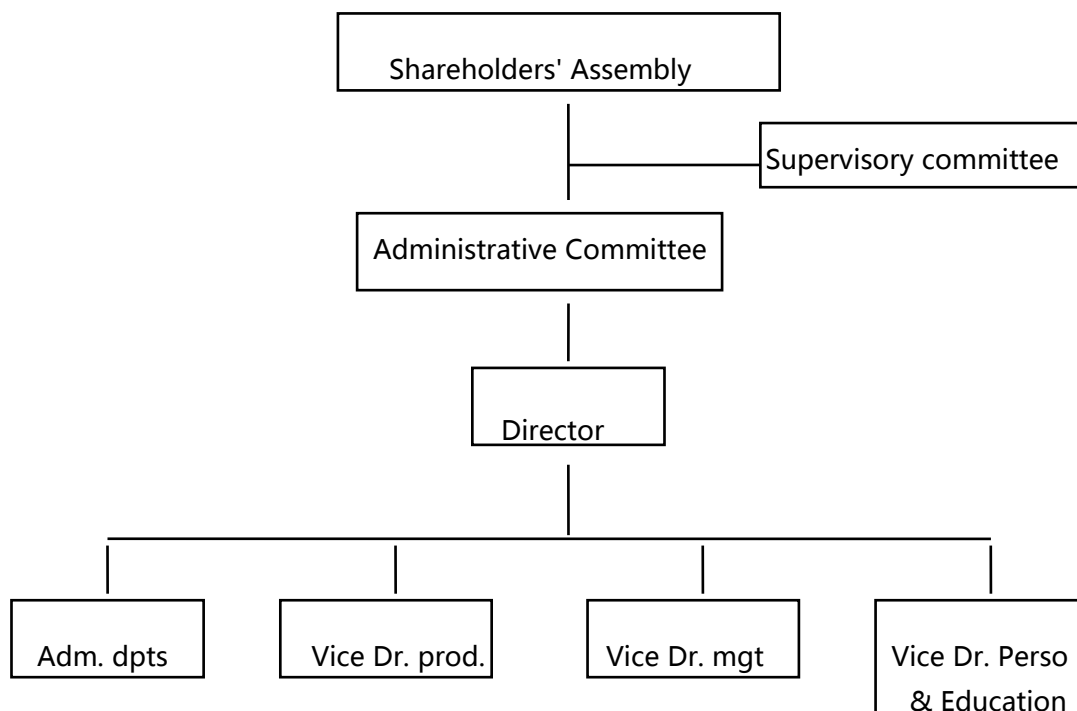 Shareholders' Assembly
Supervisory committee
Administrative Committee
Director
Adm. dpts
Vice Dr. prod.
Vice Dr. mgt
Vice Dr. Perso
& Education